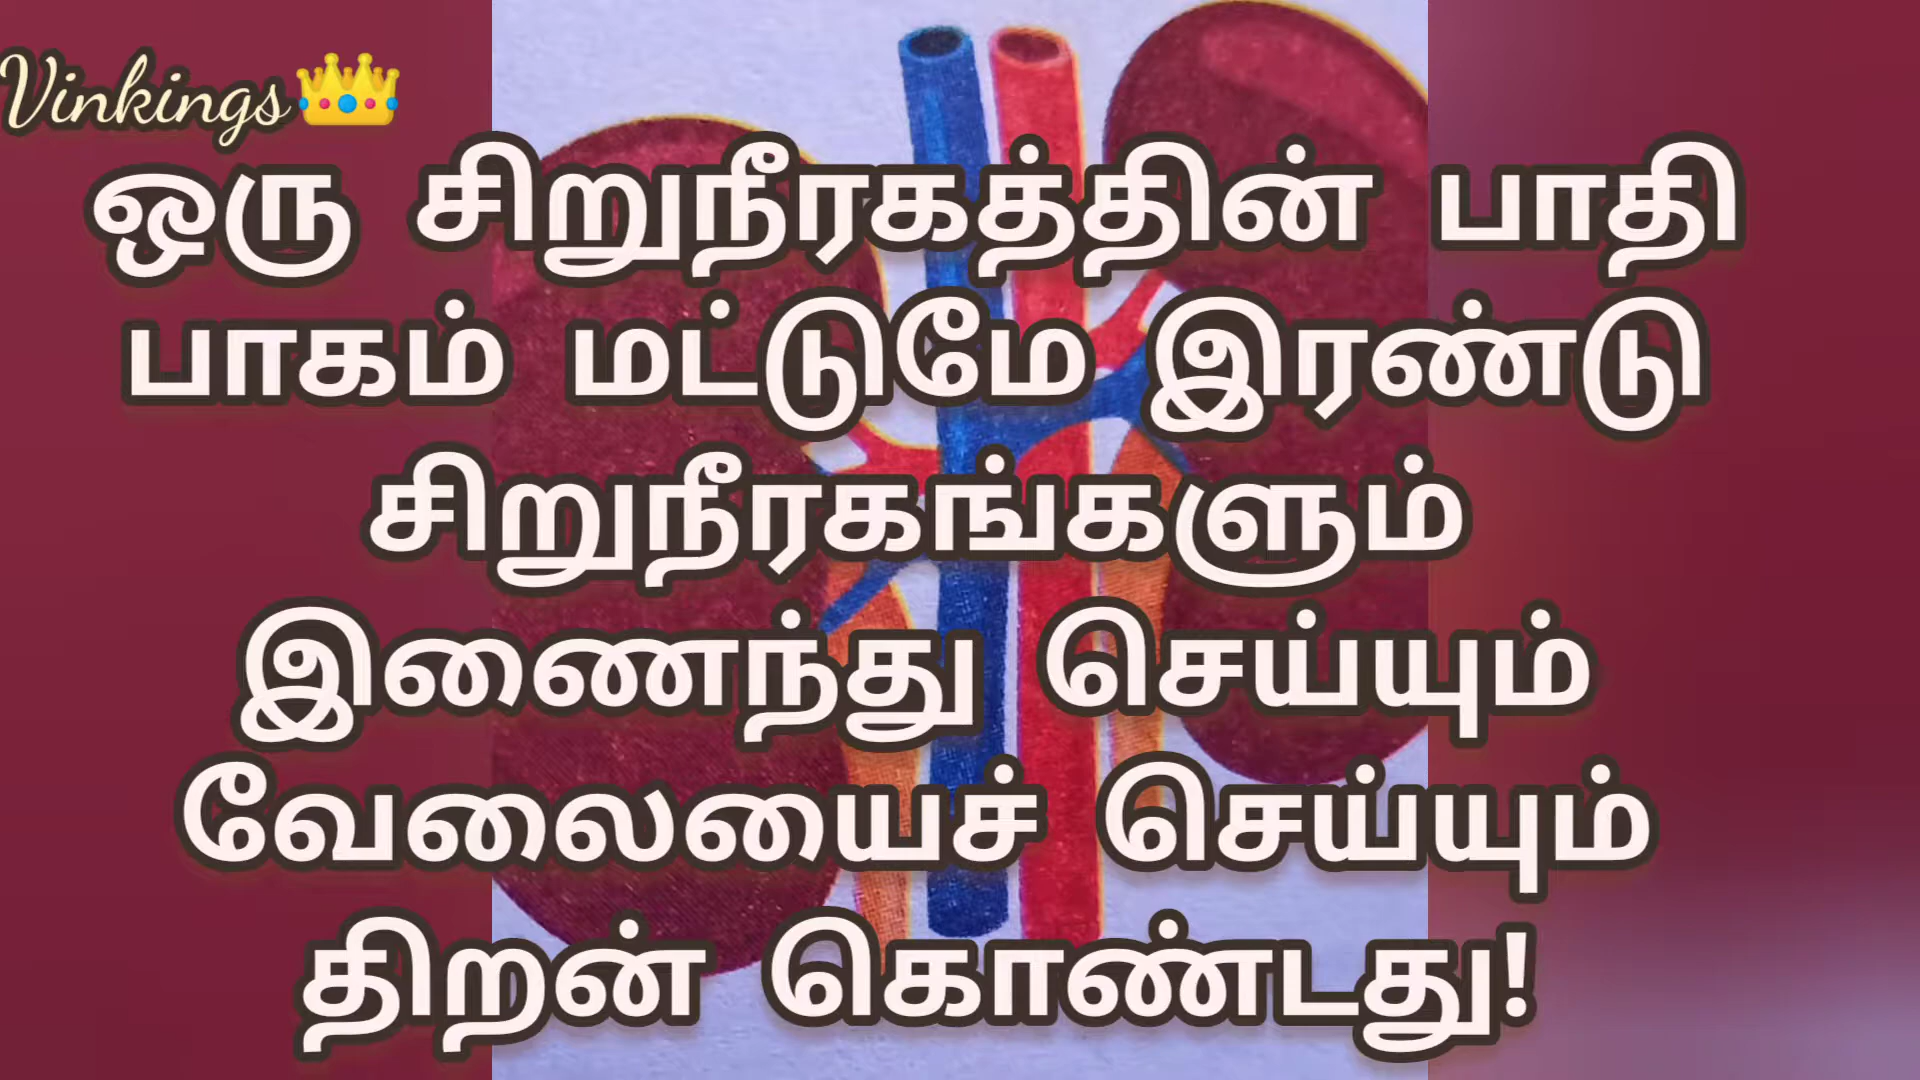 Vinkings👑
ஒரு சிறுநீரகத்தின் பாதி
பாகம் மட்டுமே இரண்டு
சிறுநீரகங்களும்
இணைந்து செய்யும்
வேலையைச் செய்யும்
திறன் கொண்டது!